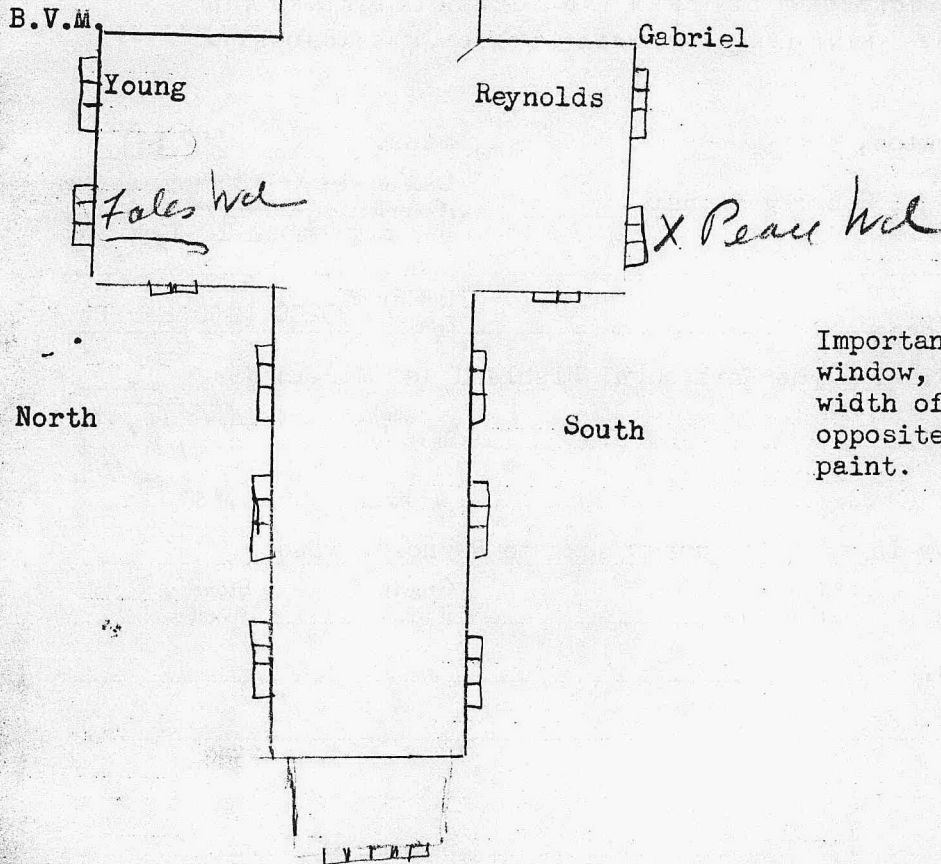 B.V.M.
Gabriel
Young
Reynolds
Fales Wd
X Peace Wd
North
South
Importan
window,
width of
opposite
paint.